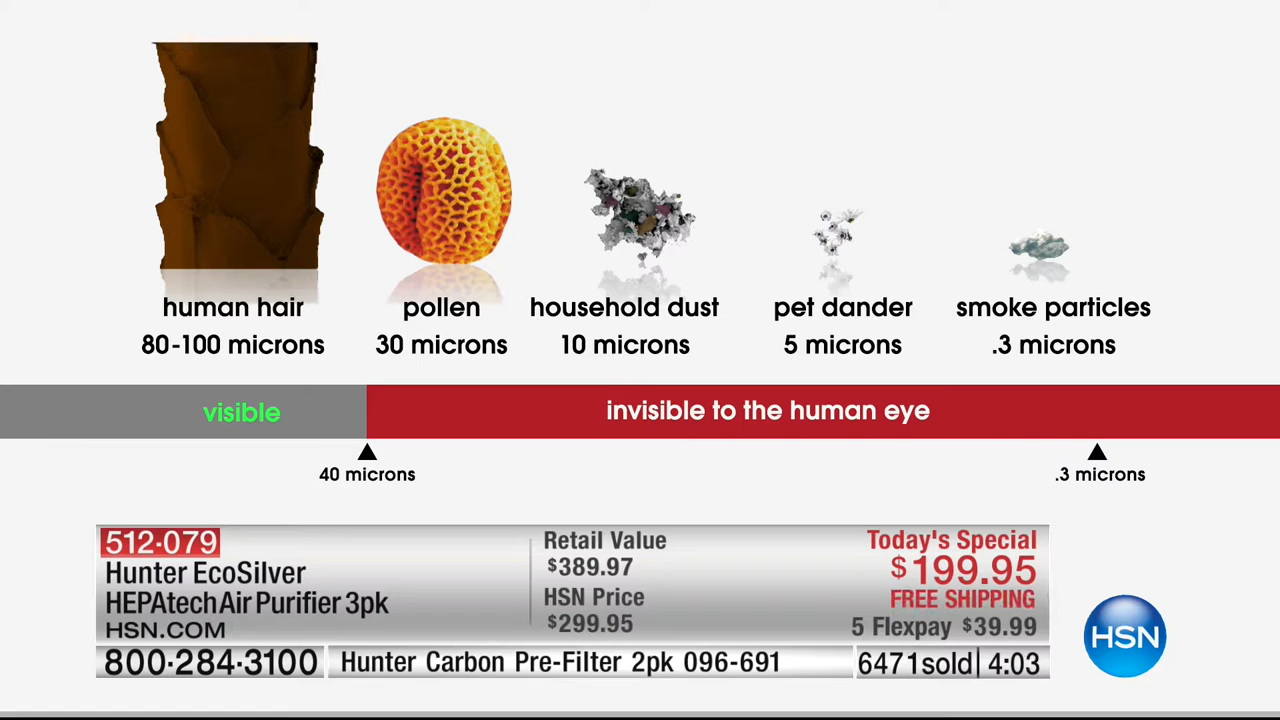 human hair
80-100 microns
pollen
30 microns
household dust
10 microns
pet dander
5 microns
smoke particles
.3 microns
visible
invisible to the human eye
40 microns
.3 microns
512·079
Hunter EcoSilver
HEPAtech Air Purifier 3pk
HSN.COM
Retail Value
$389.97
HSN Price
$299.95
Today's Special
$199.95
FREE SHIPPING
5 Flexpay $39.99
800·284·3100
Hunter Carbon Pre-Filter 2pk 096-691
6471sold 4:03
HSN